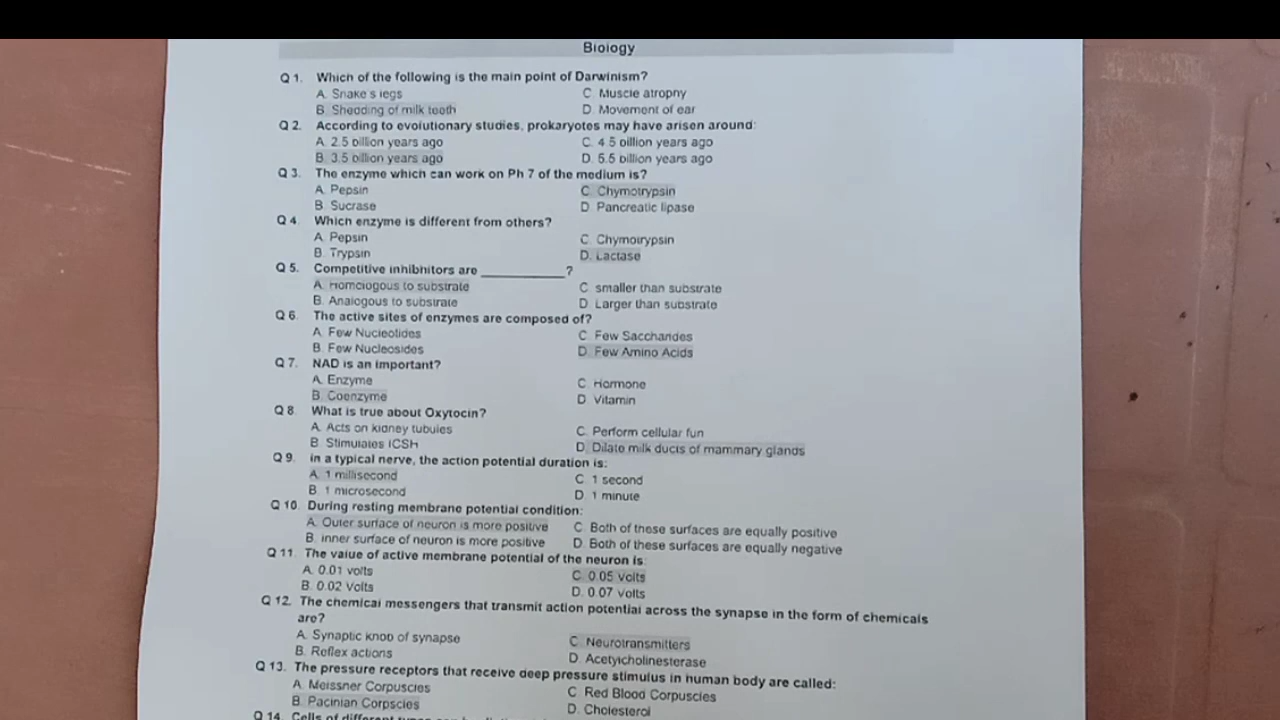 Biology
Q 1. Which of the following is the main point of Darwinism?
A. Snake's legs C. Muscle atrophy
B. Shedding of milk teeth D. Movement of ear
Q 2. According to evolutionary studies, prokaryotes may have arisen around:
A. 2.5 billion years ago C. 4.5 billion years ago
B. 3.5 billion years ago D. 5.5 billion years ago
Q 3. The enzyme which can work on Ph 7 of the medium is?
A. Pepsin C. Chymotrypsin
B. Sucrase D. Pancreatic lipase
Q 4. Which enzyme is different from others?
A. Pepsin C. Chymotrypsin
B. Trypsin D. Lactase
Q 5. Competitive inhibhitors are ____________?
A. Homologous to substrate C. smaller than substrate
B. Analogous to substrate D. Larger than substrate
Q 6. The active sites of enzymes are composed of?
A. Few Nucleotides C. Few Saccharides
B. Few Nucleosides D. Few Amino Acids
Q 7. NAD is an important?
A. Enzyme C. Hormone
B. Coenzyme D. Vitamin
Q 8. What is true about Oxytocin?
A. Acts on kidney tubules C. Perform cellular fun
B. Stimulates ICSH D. Dilate milk ducts of mammary glands
Q 9. in a typical nerve, the action potential duration is:
A. 1 millisecond C. 1 second
B. 1 microsecond D. 1 minute
Q 10. During resting membrane potential condition:
A. Outer surface of neuron is more positive C. Both of these surfaces are equally positive
B. inner surface of neuron is more positive D. Both of these surfaces are equally negative
Q 11. The value of active membrane potential of the neuron is:
A. 0.01 volts C. 0.05 Volts
B. 0.02 Volts D. 0.07 Volts
Q 12. The chemical messengers that transmit action potential across the synapse in the form of chemicals
are?
A. Synaptic knob of synapse C. Neurotransmitters
B. Reflex actions D. Acetylcholinesterase
Q 13. The pressure receptors that receive deep pressure stimulus in human body are called:
A. Meissner Corpuscles C. Red Blood Corpuscles
B. Pacinian Corpscles D. Cholesterol
Q 14. Cells of different